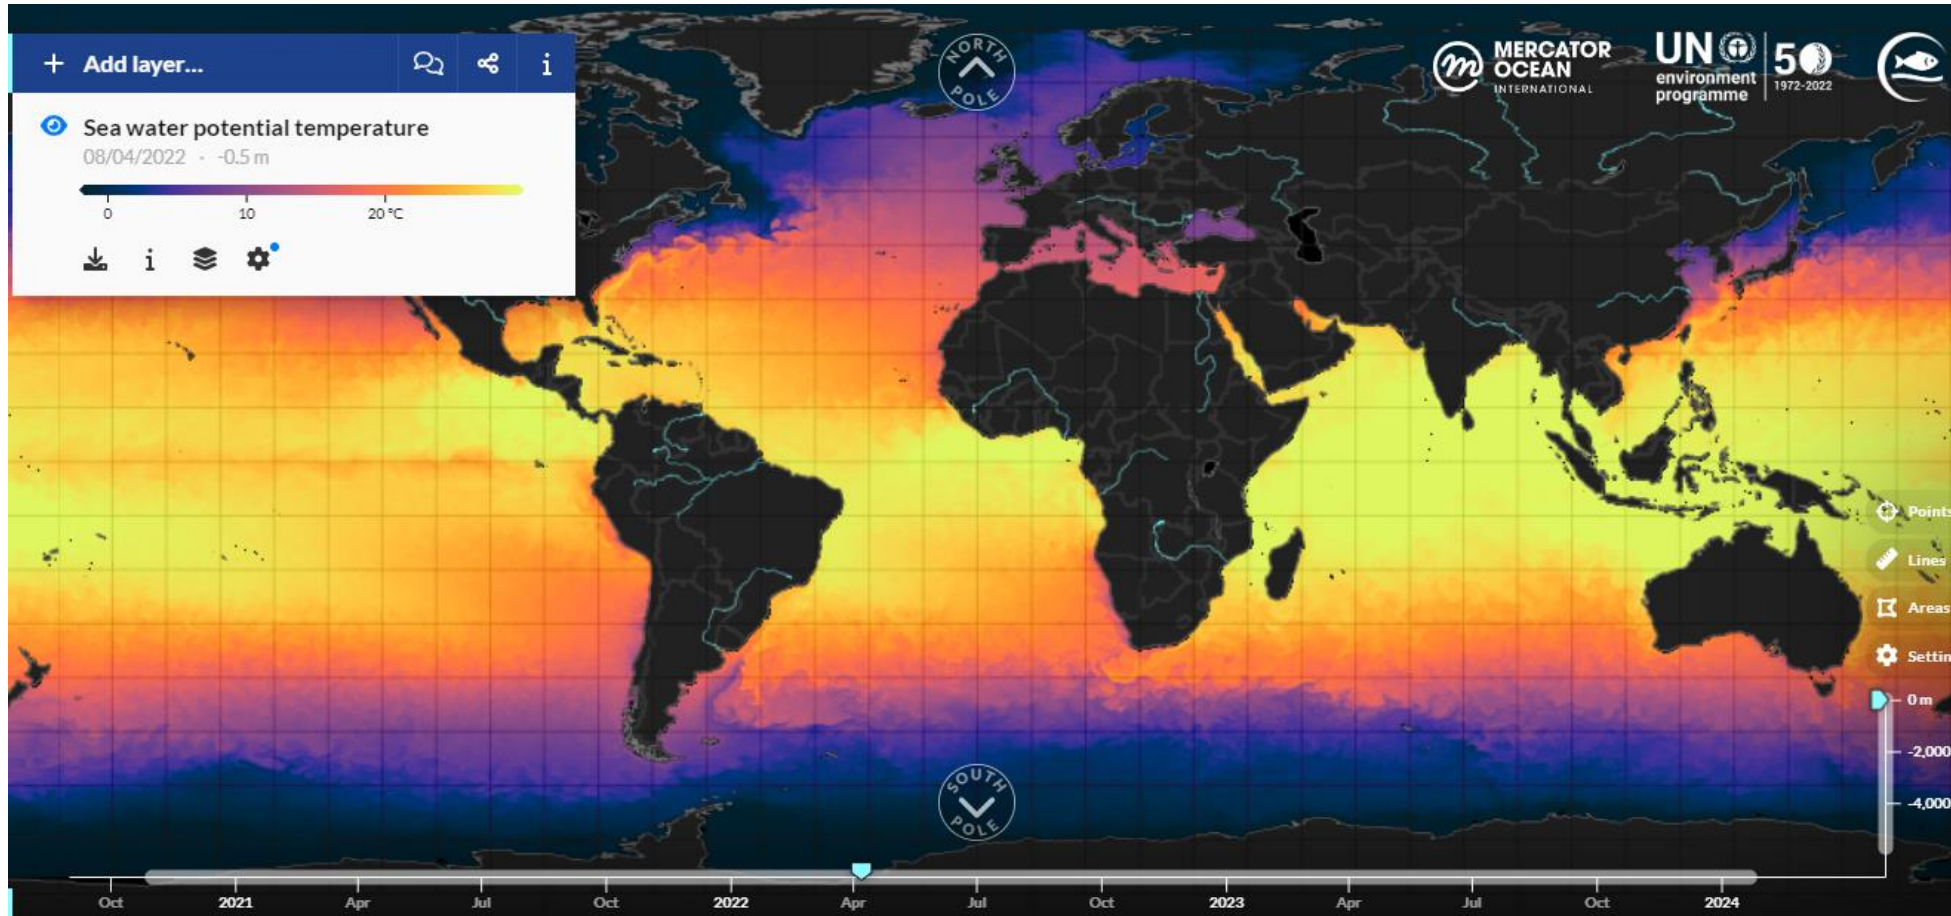 Add layer...
Sea water potential temperature
08/04/2022 · -0.5 m
0 10 20 °C
NORTH
POLE
MERCATOR
OCEAN
INTERNATIONAL
UN
environment
programme
50
1972-2022
Points
Lines
Areas
Settin
0 m
-2,000
-4,000
SOUTH
POLE
Oct 2021 Apr Jul Oct 2022 Apr Jul Oct 2023 Apr Jul Oct 2024